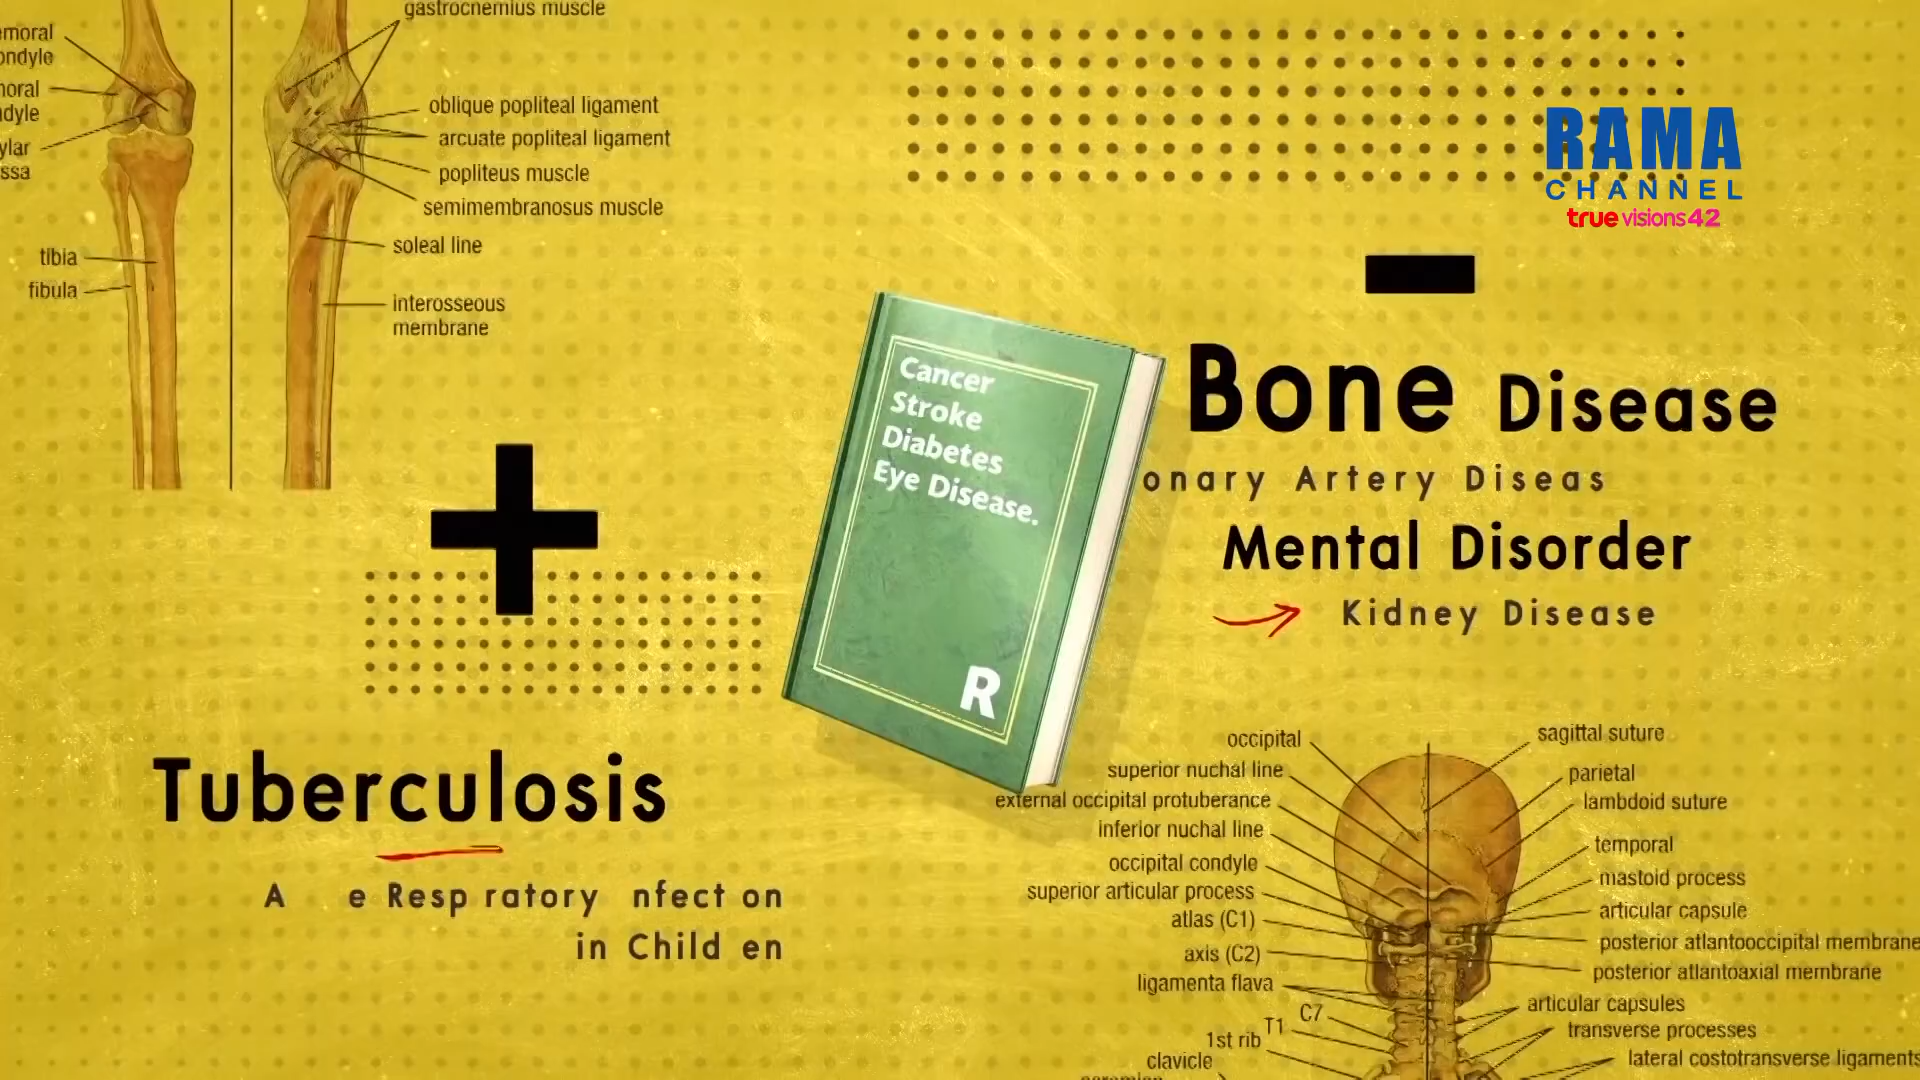 gastrocnemius muscle
emoral
ondyle
noral
dyle
ylar
ssa
oblique popliteal ligament
arcuate popliteal ligament
popliteus muscle
semimembranosus muscle
soleal line
tibia
fibula
interosseous
membrane
RAMA
CHANNEL
true visions 42
Cancer
Stroke
Diabetes
Eye Disease.
R
Bone Disease
onary Artery Diseas
Mental Disorder
Kidney Disease
Tuberculosis
A e Resp ratory nfect on
in Child en
occipital
superior nuchal line
external occipital protuberance
inferior nuchal line
occipital condyle
superior articular process
atlas (C1)
axis (C2)
ligamenta flava
C7
T1
1st rib
clavicle
sagittal suture
parietal
lambdoid suture
temporal
mastoid process
articular capsule
posterior atlantooccipital membrane
posterior atlantoaxial membrane
articular capsules
transverse processes
lateral costotransverse ligaments